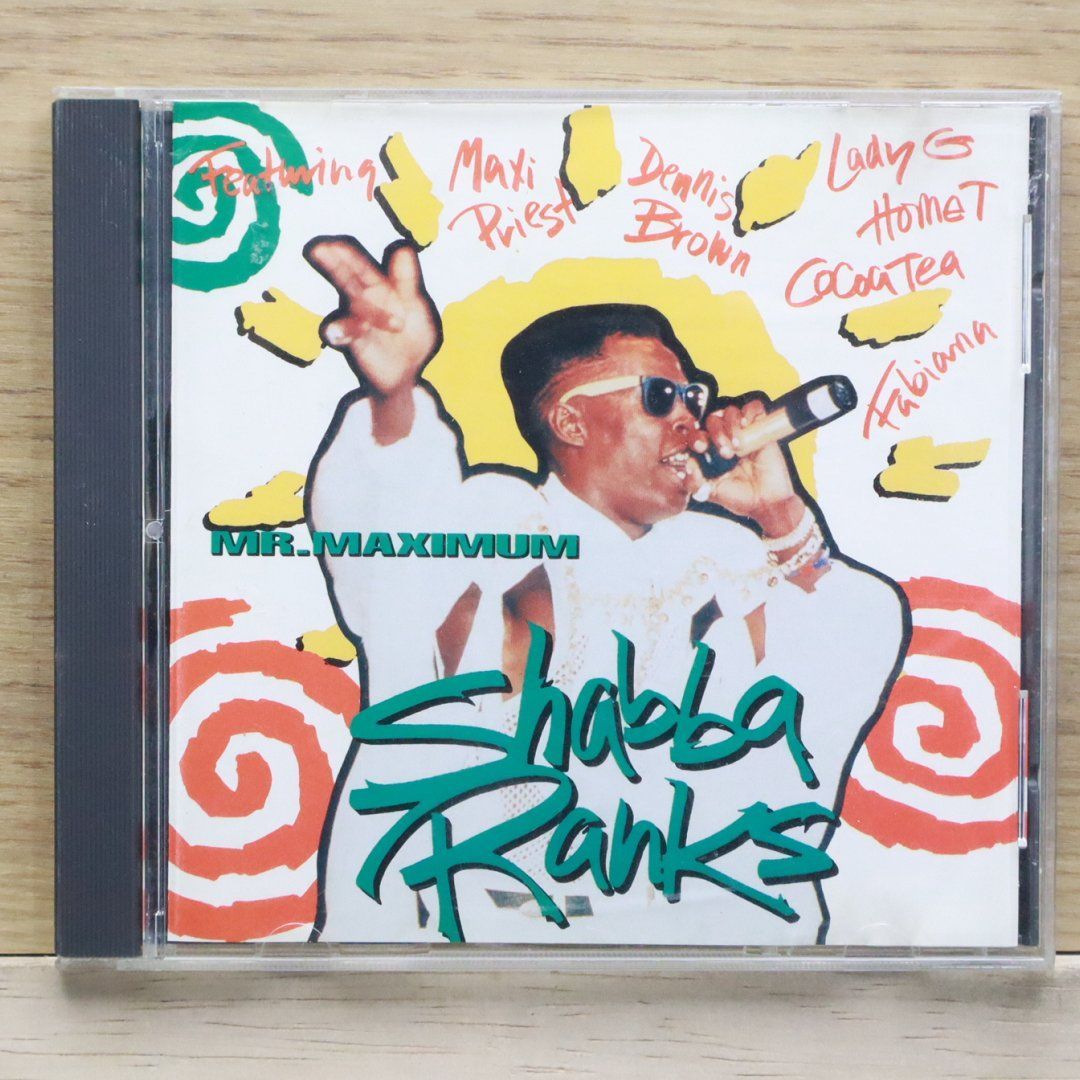 Featuring
Maxi
Priest
Dennis
Brown
Lady G
HomeT
CocoaTea
Fabiana
MR.MAXIMUM
Shabba
Ranks